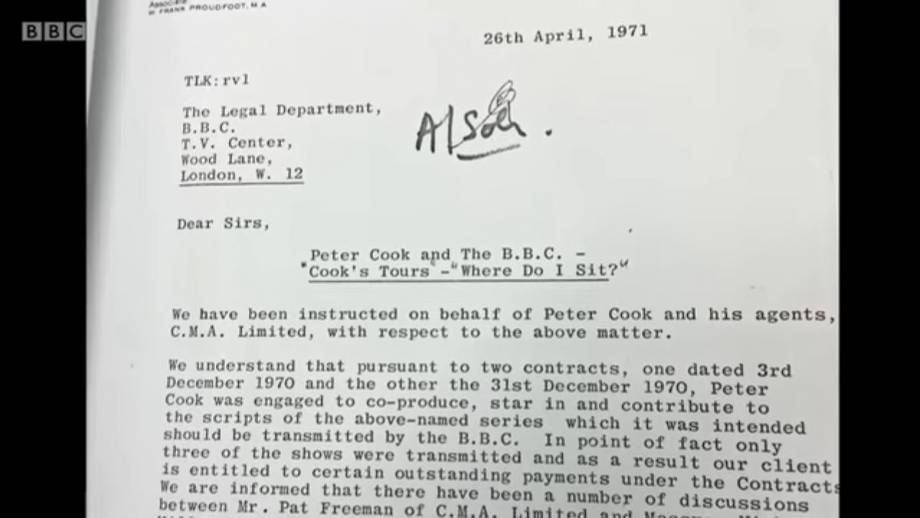 BBC
FRANK PROUDFOOT, M.A
26th April, 1971
TLK:rvl
The Legal Department,
B.B.C.
T.V. Center,
Wood Lane,
London, W. 12
Dear Sirs,
Peter Cook and The B.B.C. -
"Cook's Tours"-"Where Do I Sit?"
We have been instructed on behalf of Peter Cook and his agents,
C.M.A. Limited, with respect to the above matter.
We understand that pursuant to two contracts, one dated 3rd
December 1970 and the other the 31st December 1970, Peter
Cook was engaged to co-produce, star in and contribute to
the scripts of the above-named series which it was intended
should be transmitted by the B.B.C. In point of fact only
three of the shows were transmitted and as a result our client
is entitled to certain outstanding payments under the Contracts
We are informed that there have been a number of discussions
between Mr. Pat Freeman of C.M.A. Limited and